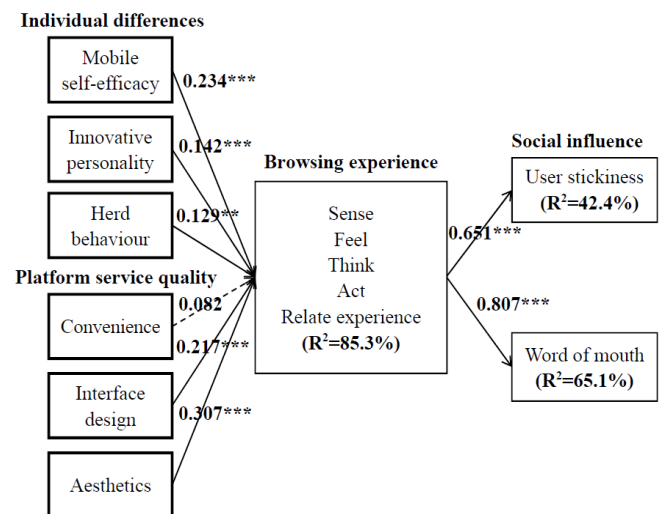 Individual differences
Mobile
self-efficacy
0.234***
Innovative
personality
0.142***
Herd
behaviour
0.129**
Platform service quality
Convenience
0.082
Interface
design
0.217***
Aesthetics
0.307***
Browsing experience
Sense
Feel
Think
Act
Relate experience
(R²=85.3%)
Social influence
User stickiness
(R²=42.4%)
0.651***
0.807***
Word of mouth
(R²=65.1%)